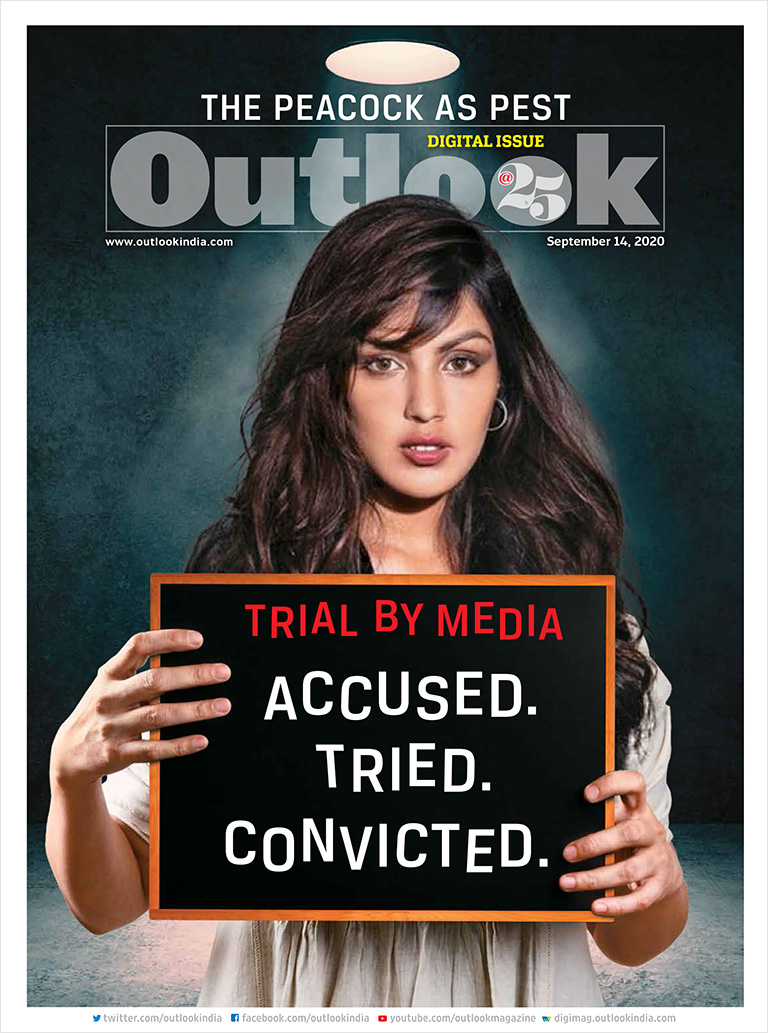 THE PEACOCK AS PEST
DIGITAL ISSUE
Outlook
@25
www.outlookindia.com
September 14, 2020
TRIAL BY MEDIA
ACCUSED.
TRIED.
CONVICTED.
twitter.com/outlookindia facebook.com/outlookindia youtube.com/outlookmagazine digimag.outlookindia.com